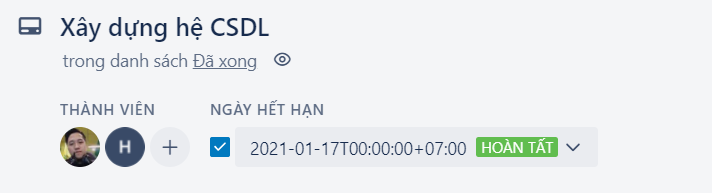 Xây dựng hệ CSDL
trong danh sách Đã xong
THÀNH VIÊN
NGÀY HẾT HẠN
H
2021-01-17T00:00:00+07:00 HOÀN TẤT